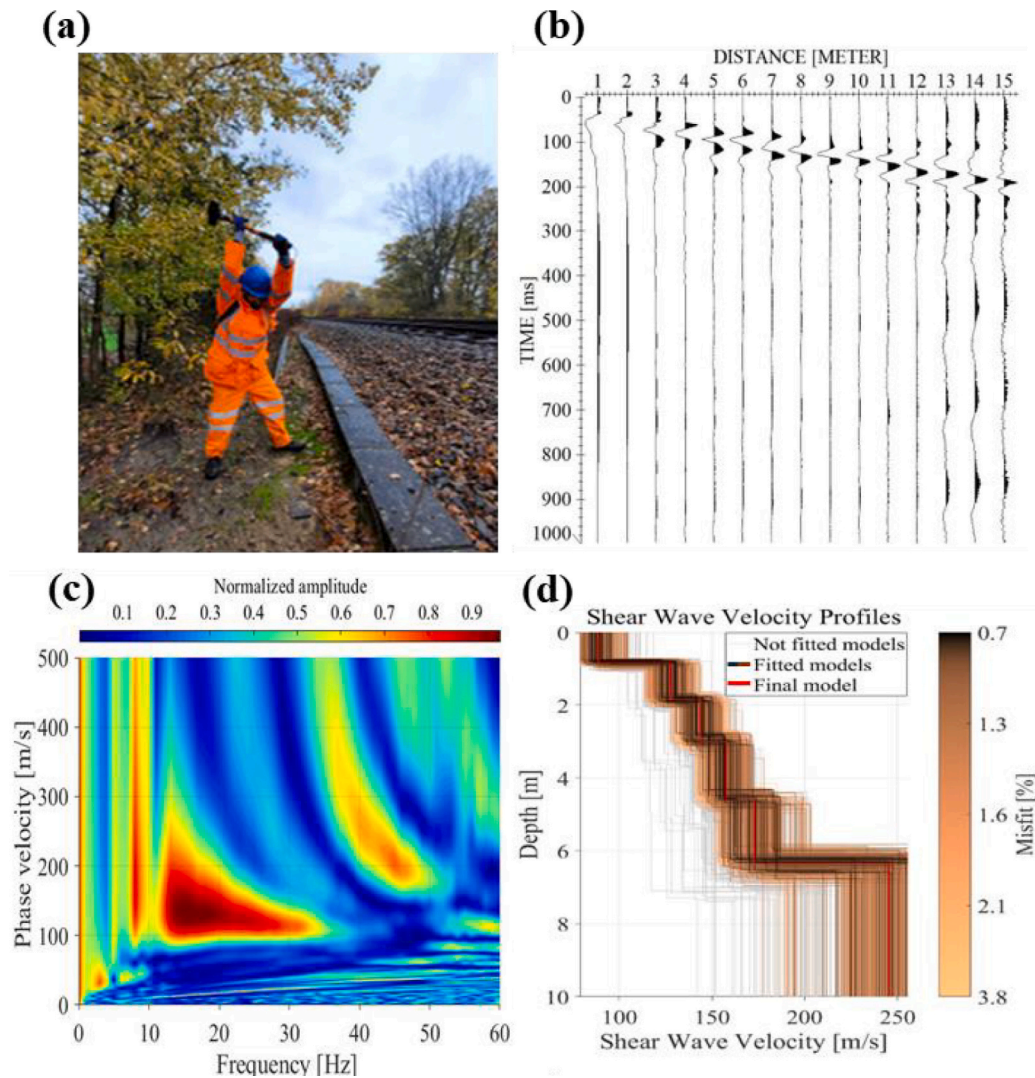 (a)
(b)
DISTANCE [METER]
1 2 3 4 5 6 7 8 9 10 11 12 13 14 15
TIME [ms]
0
100
200
300
400
500
600
700
800
900
1000
(c)
Normalized amplitude
0.1 0.2 0.3 0.4 0.5 0.6 0.7 0.8 0.9
Phase velocity [m/s]
500
400
300
200
100
0
0 10 20 30 40 50 60
Frequency [Hz]
(d)
Shear Wave Velocity Profiles
Not fitted models
Fitted models
Final model
Depth [m]
0
2
4
6
8
10
100 150 200 250
Shear Wave Velocity [m/s]
0.7
1.3
1.6
2.1
3.8
Misfit [%]